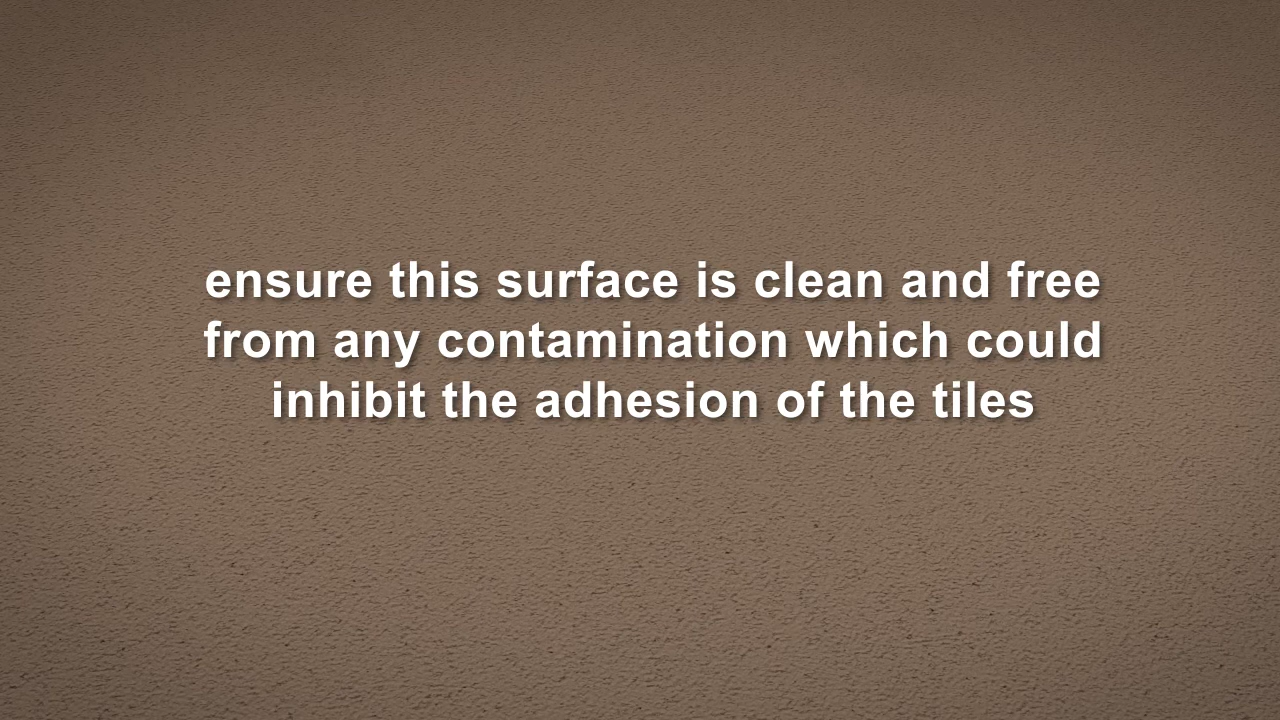 ensure this surface is clean and free
from any contamination which could
inhibit the adhesion of the tiles